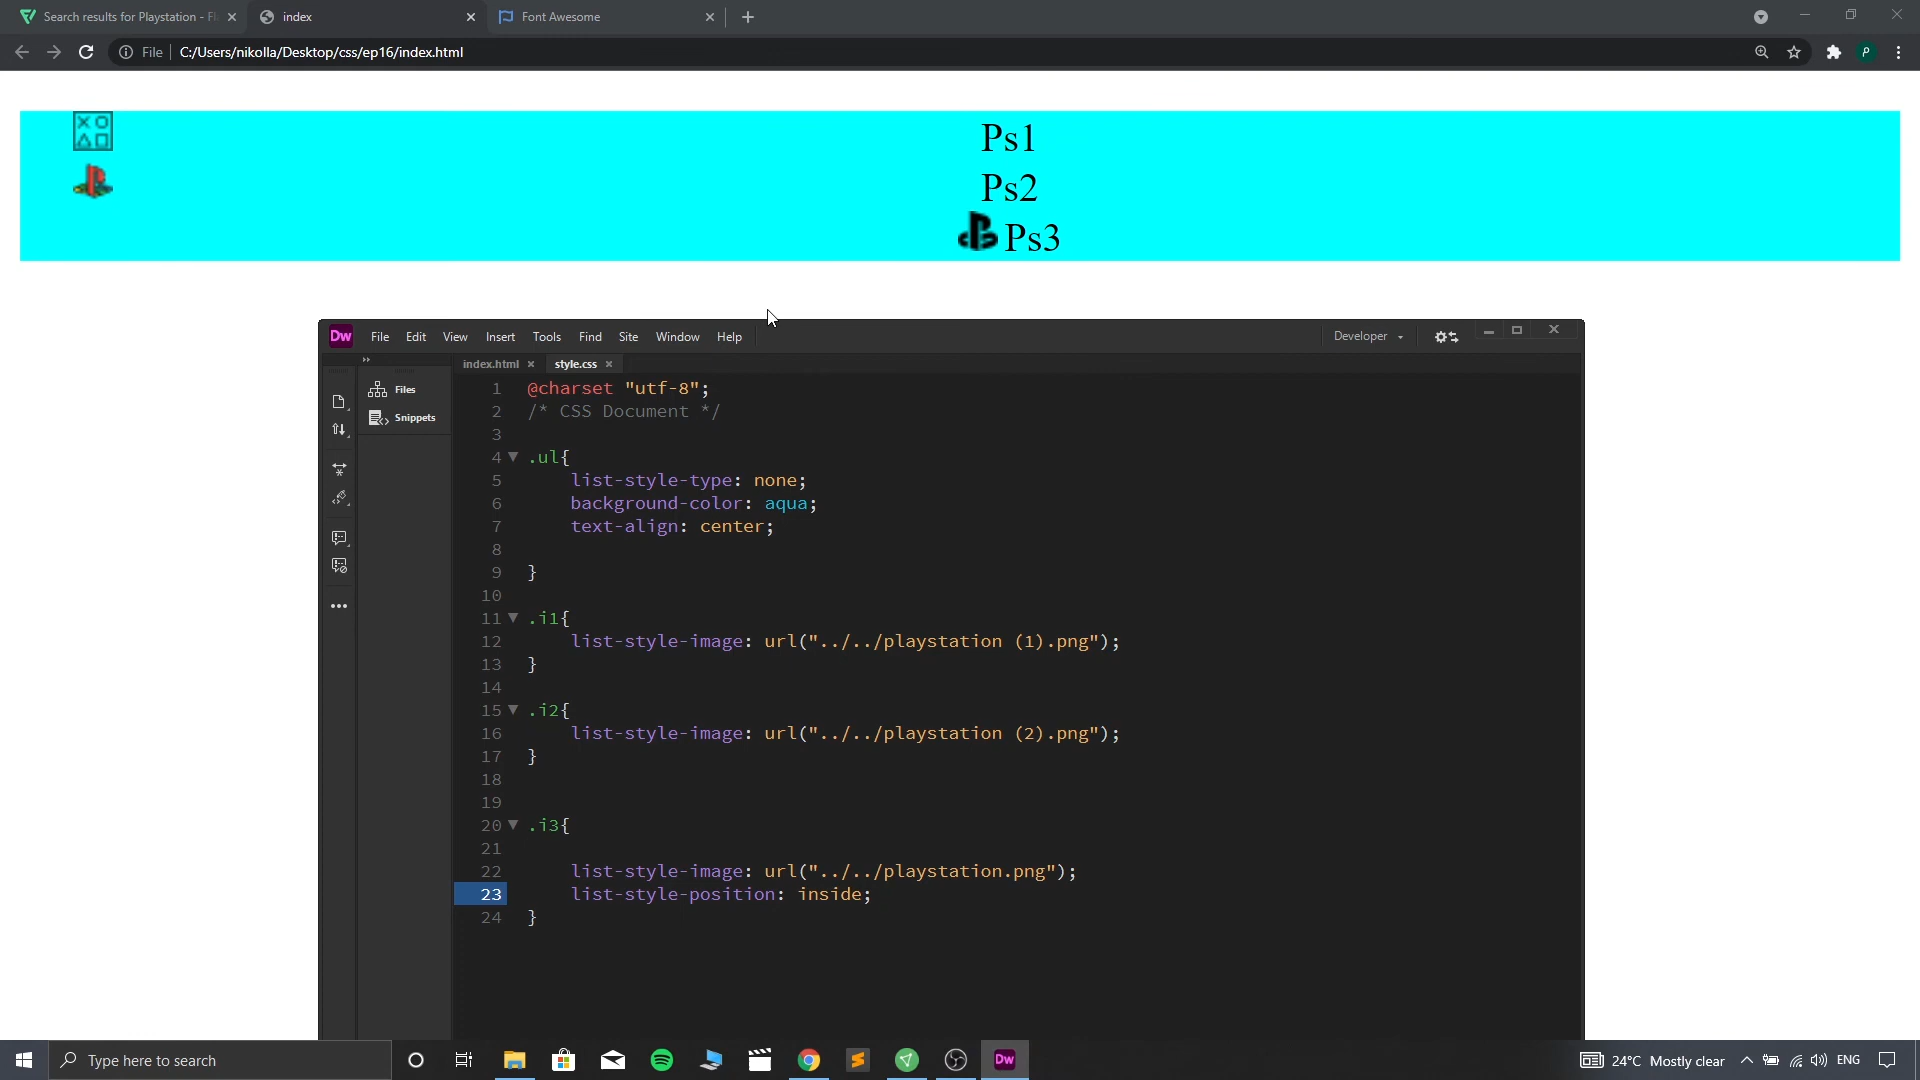 Search results for Playstation - Fl
index
Font Awesome
File
C:/Users/nikolla/Desktop/css/ep16/index.html
P
Ps1
Ps2
Ps3
Dw
File
Edit
View
Insert
Tools
Find
Site
Window
Help
Developer
Files
Snippets
index.html
style.css
1 @charset "utf-8";
2 /* CSS Document */
3
4 .ul{
5 list-style-type: none;
6 background-color: aqua;
7 text-align: center;
8
9 }
10
11 .i1{
12 list-style-image: url("../../playstation (1).png");
13 }
14
15 .i2{
16 list-style-image: url("../../playstation (2).png");
17 }
18
19
20 .i3{
21
22 list-style-image: url("../../playstation.png");
23 list-style-position: inside;
24 }
Type here to search
Dw
24°C Mostly clear
ENG